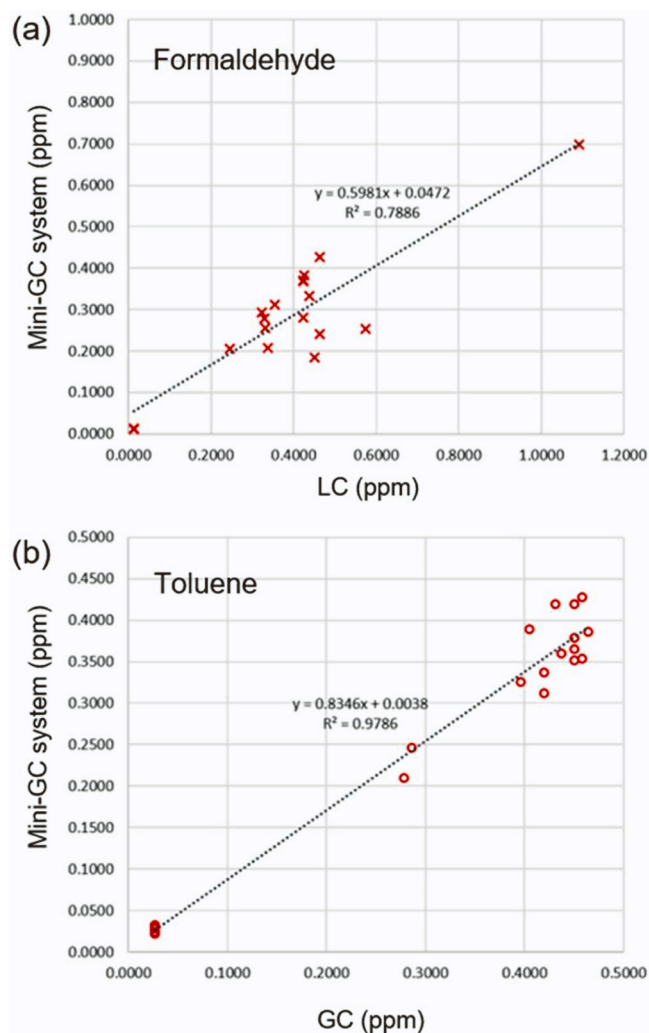 (a)
Formaldehyde
Mini-GC system (ppm)
1.0000
0.9000
0.8000
0.7000
0.6000
0.5000
0.4000
0.3000
0.2000
0.1000
0.0000
y = 0.5981x + 0.0472
R² = 0.7886
0.0000 0.2000 0.4000 0.6000 0.8000 1.0000 1.2000
LC (ppm)
(b)
Toluene
Mini-GC system (ppm)
0.5000
0.4500
0.4000
0.3500
0.3000
0.2500
0.2000
0.1500
0.1000
0.0500
0.0000
y = 0.8346x + 0.0038
R² = 0.9786
0.0000 0.1000 0.2000 0.3000 0.4000 0.5000
GC (ppm)